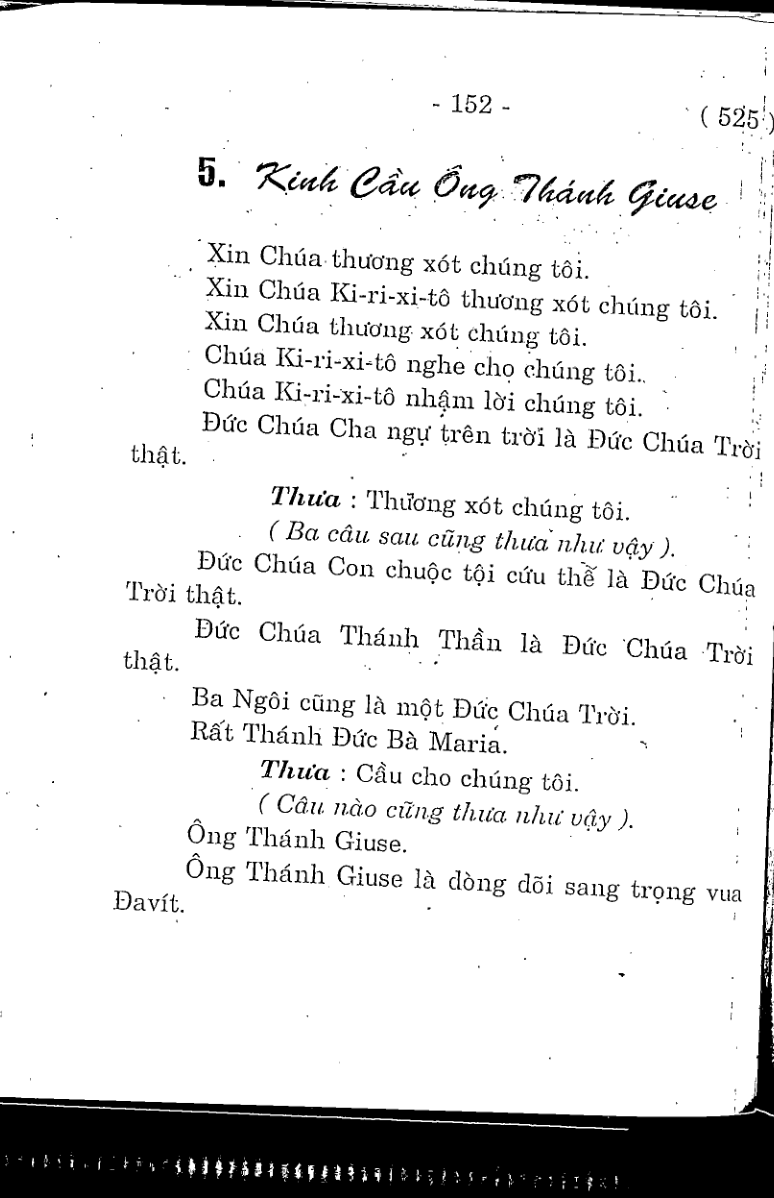 - 152 -
( 525 )
5. Kinh Cầu Ông Thánh Giuse
Xin Chúa thương xót chúng tôi.
Xin Chúa Ki-ri-xi-tô thương xót chúng tôi.
Xin Chúa thương xót chúng tôi.
Chúa Ki-ri-xi-tô nghe cho chúng tôi.
Chúa Ki-ri-xi-tô nhậm lời chúng tôi.
Đức Chúa Cha ngự trên trời là Đức Chúa Trời
thật.
Thưa : Thương xót chúng tôi.
( Ba câu sau cũng thưa như vậy ).
Đức Chúa Con chuộc tội cứu thế là Đức Chúa
Trời thật.
Đức Chúa Thánh Thần là Đức Chúa Trời
thật.
Ba Ngôi cũng là một Đức Chúa Trời.
Rất Thánh Đức Bà Maria.
Thưa : Cầu cho chúng tôi.
( Câu nào cũng thưa như vậy ).
Ông Thánh Giuse.
Ông Thánh Giuse là dòng dõi sang trọng vua
Đavít.